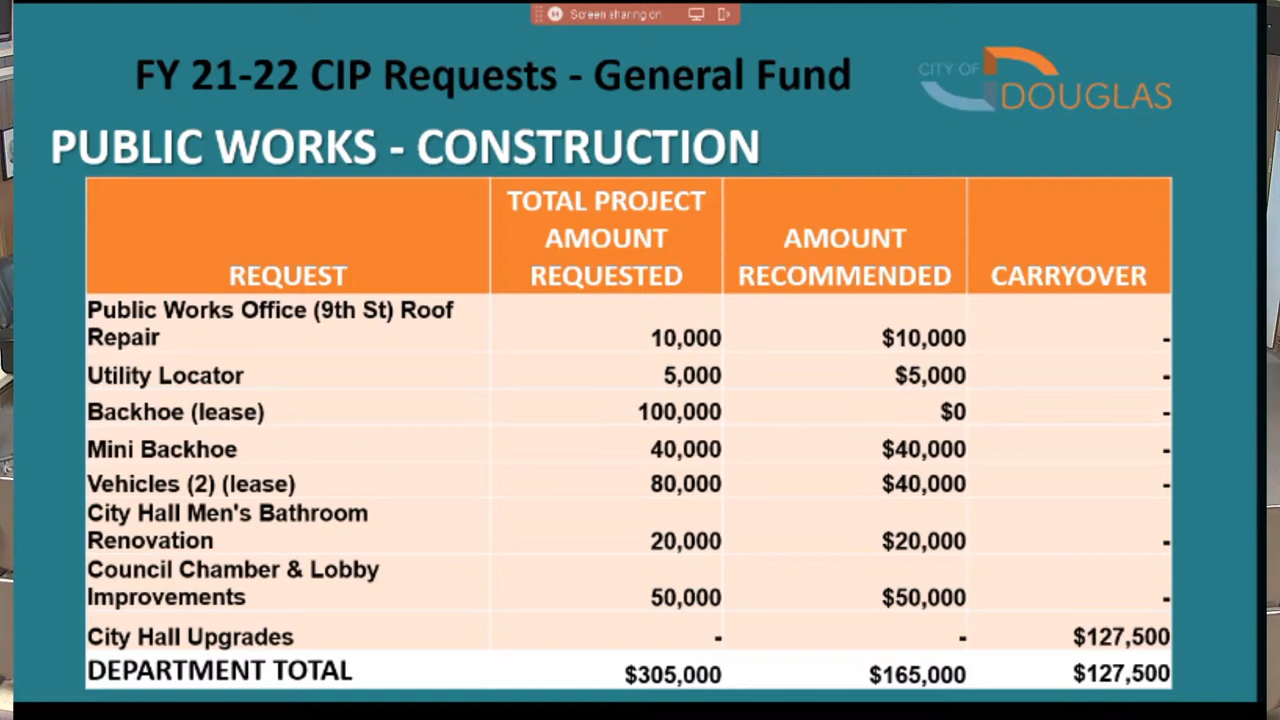 Screen sharing on
FY 21-22 CIP Requests - General Fund
CITY OF
DOUGLAS
PUBLIC WORKS - CONSTRUCTION
REQUEST TOTAL PROJECT AMOUNT REQUESTED AMOUNT RECOMMENDED CARRYOVER
Public Works Office (9th St) Roof
Repair 10,000 $10,000 -
Utility Locator 5,000 $5,000 -
Backhoe (lease) 100,000 $0 -
Mini Backhoe 40,000 $40,000 -
Vehicles (2) (lease) 80,000 $40,000 -
City Hall Men's Bathroom
Renovation 20,000 $20,000 -
Council Chamber & Lobby
Improvements 50,000 $50,000 -
City Hall Upgrades - - $127,500
DEPARTMENT TOTAL $305,000 $165,000 $127,500